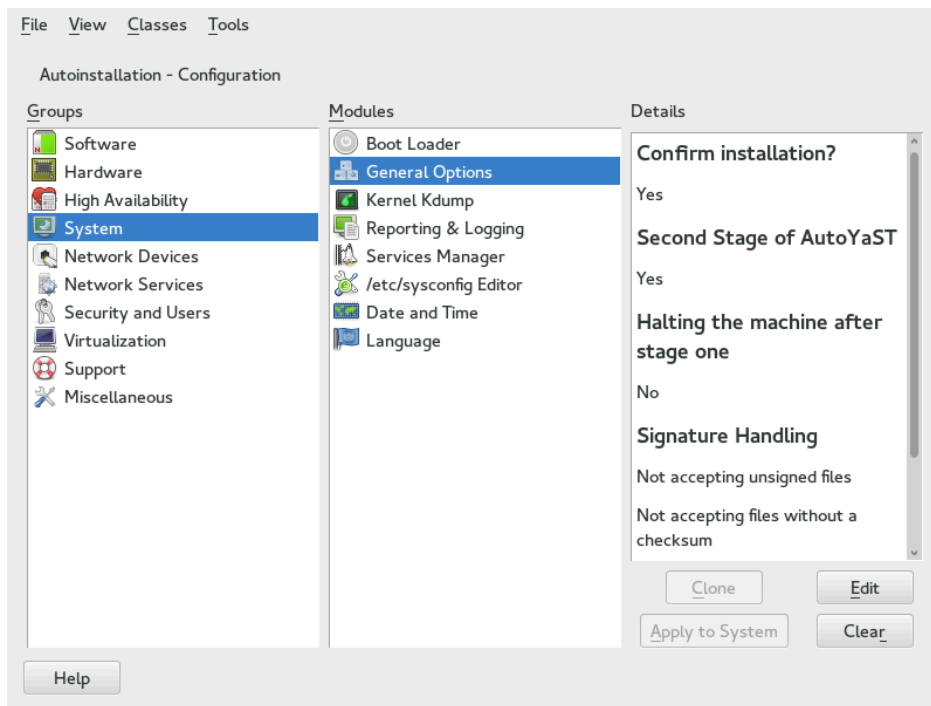 File View Classes Tools
Autoinstallation - Configuration
Groups
Software
Hardware
High Availability
System
Network Devices
Network Services
Security and Users
Virtualization
Support
Miscellaneous
Modules
Boot Loader
General Options
Kernel Kdump
Reporting & Logging
Services Manager
/etc/sysconfig Editor
Date and Time
Language
Details
Confirm installation?
Yes
Second Stage of AutoYaST
Yes
Halting the machine after
stage one
No
Signature Handling
Not accepting unsigned files
Not accepting files without a
checksum
Clone Edit
Apply to System Clear
Help